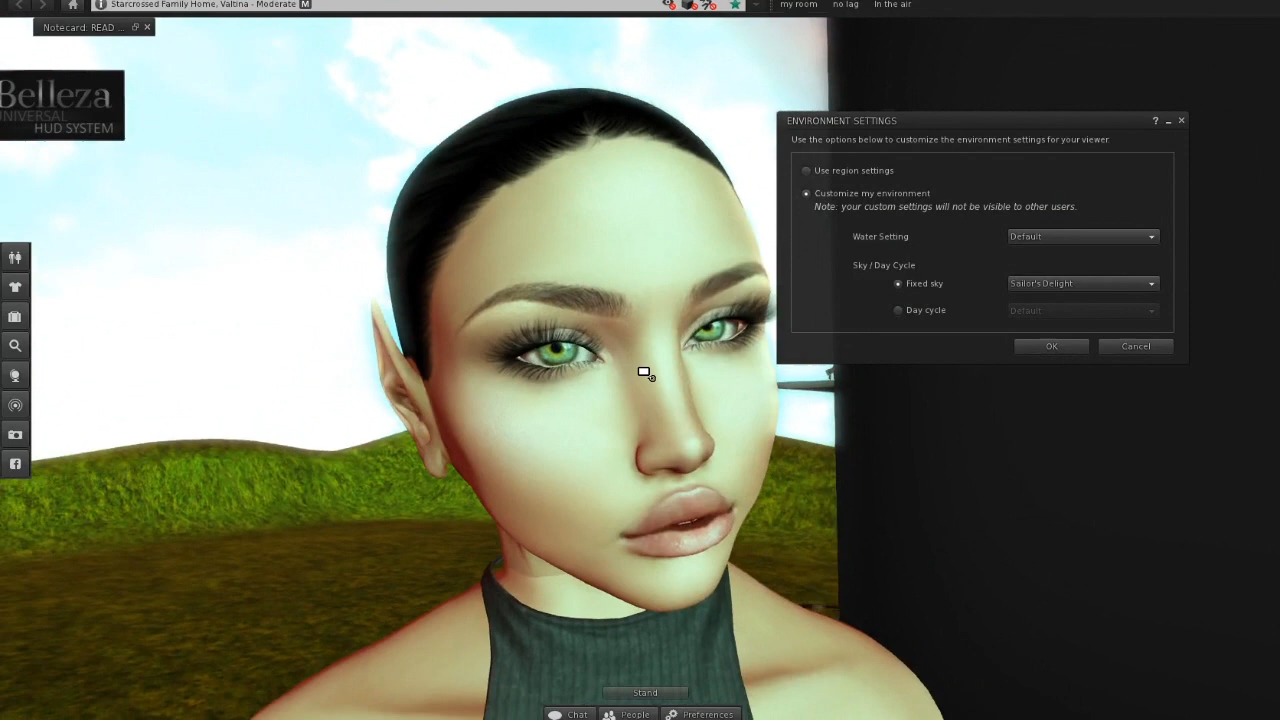 Starcrossed Family Home, Valtina - Moderate M
my room no lag In the air
Notecard: READ ...
Belleza
UNIVERSAL
HUD SYSTEM
ENVIRONMENT SETTINGS
Use the options below to customize the environment settings for your viewer.
Use region settings
Customize my environment
Note: your custom settings will not be visible to other users.
Water Setting Default
Sky / Day Cycle
Fixed sky Sailor's Delight
Day cycle Default
OK Cancel
Stand
Chat People Preferences